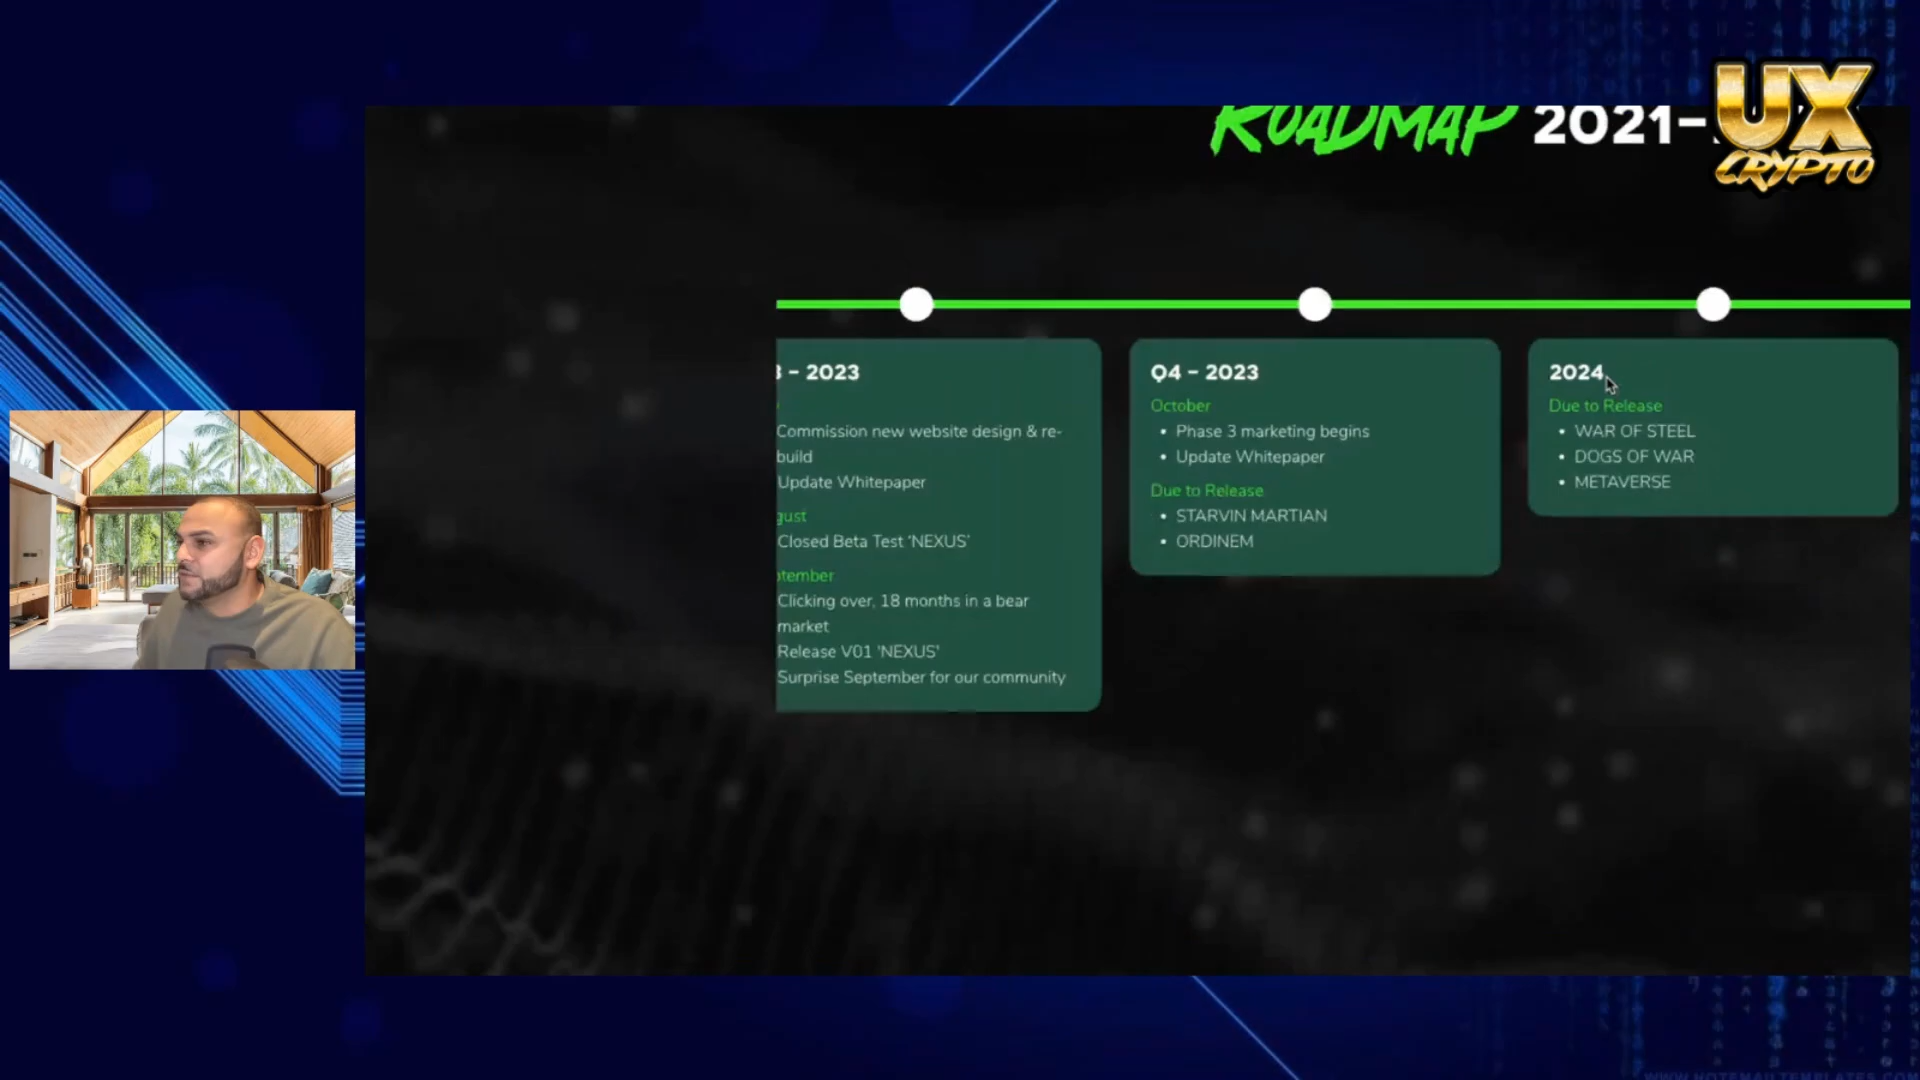 ROADMAP 2021-
UX
CRYPTO
- 2023
Commission new website design & re-
build
Update Whitepaper
Closed Beta Test ‘NEXUS’
Clicking over, 18 months in a bear
market
Release V01 'NEXUS'
Surprise September for our community
Q4 - 2023
October
• Phase 3 marketing begins
• Update Whitepaper
Due to Release
• STARVIN MARTIAN
• ORDINEM
2024
Due to Release
• WAR OF STEEL
• DOGS OF WAR
• METAVERSE